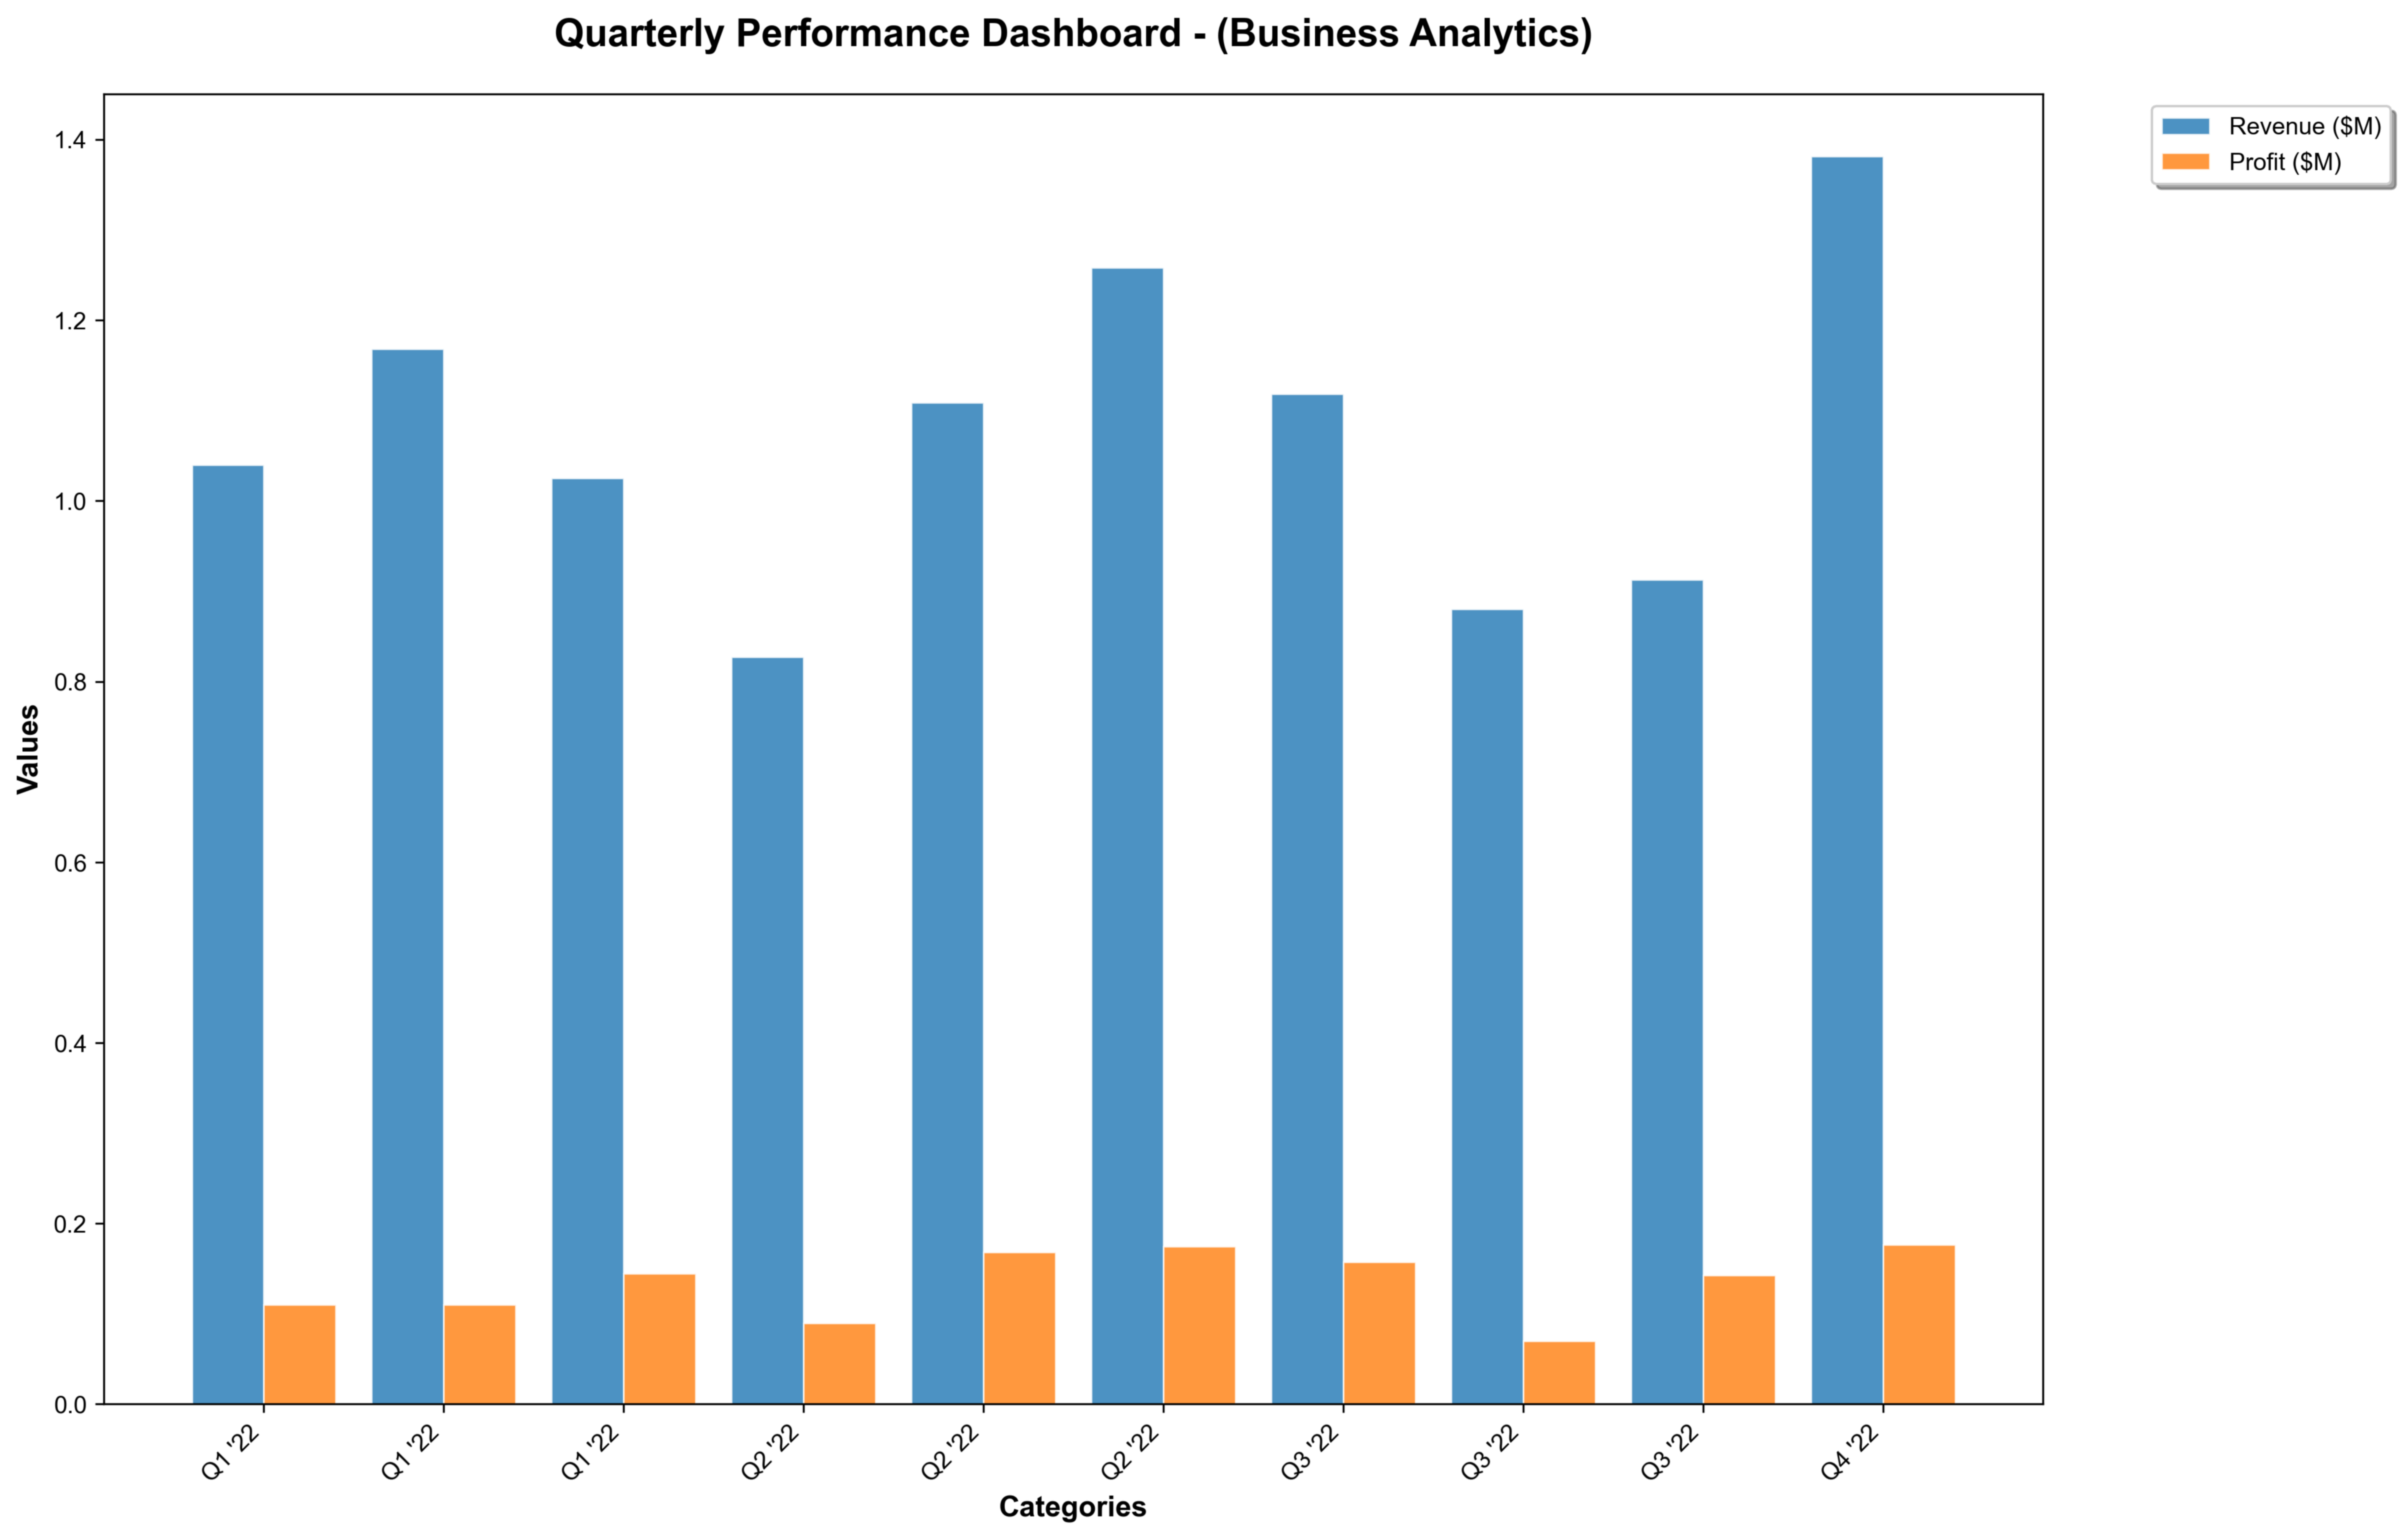 Quarterly Performance Dashboard - (Business Analytics)
Revenue ($M)
Profit ($M)
1.4
1.2
1.0
0.8
0.6
0.4
0.2
0.0
Values
Q1 '22
Q1 '22
Q1 '22
Q2 '22
Q2 '22
Q2 '22
Q3 '22
Q3 '22
Q3 '22
Q4 '22
Categories